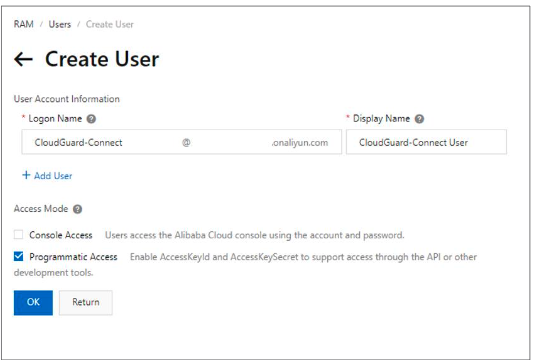 RAM / Users / Create User
← Create User
User Account Information
* Logon Name
* Display Name
CloudGuard-Connect @ .onaliyun.com
CloudGuard-Connect User
+ Add User
Access Mode
Console Access Users access the Alibaba Cloud console using the account and password.
Programmatic Access Enable AccessKeyId and AccessKeySecret to support access through the API or other
development tools.
OK Return